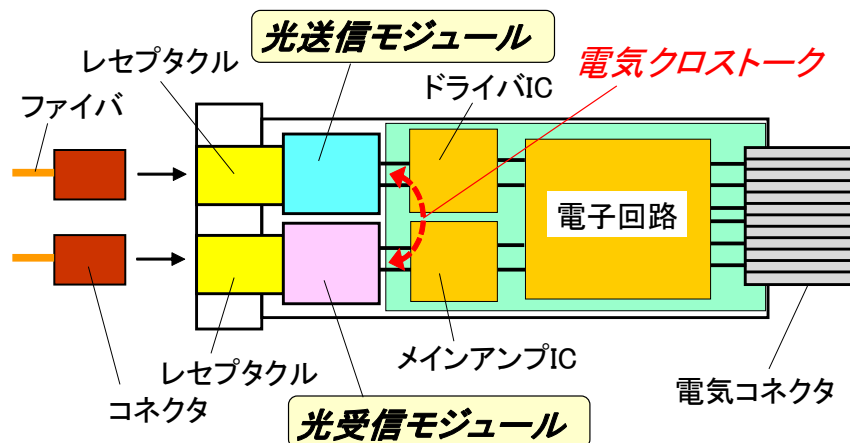 光送信モジュール
レセプタクル
電気クロストーク
ドライバIC
ファイバ
電子回路
メインアンプIC
レセプタクル
電気コネクタ
コネクタ
光受信モジュール